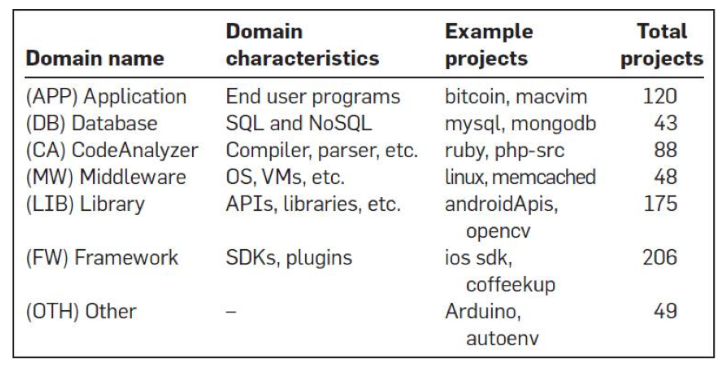 Domain name Domain characteristics Example projects Total projects
(APP) Application End user programs bitcoin, macvim 120
(DB) Database SQL and NoSQL mysql, mongodb 43
(CA) CodeAnalyzer Compiler, parser, etc. ruby, php-src 88
(MW) Middleware OS, VMs, etc. linux, memcached 48
(LIB) Library APIs, libraries, etc. androidApis, 175
opencv
(FW) Framework SDKs, plugins ios sdk, 206
coffeekup
(OTH) Other – Arduino, 49
autoenv